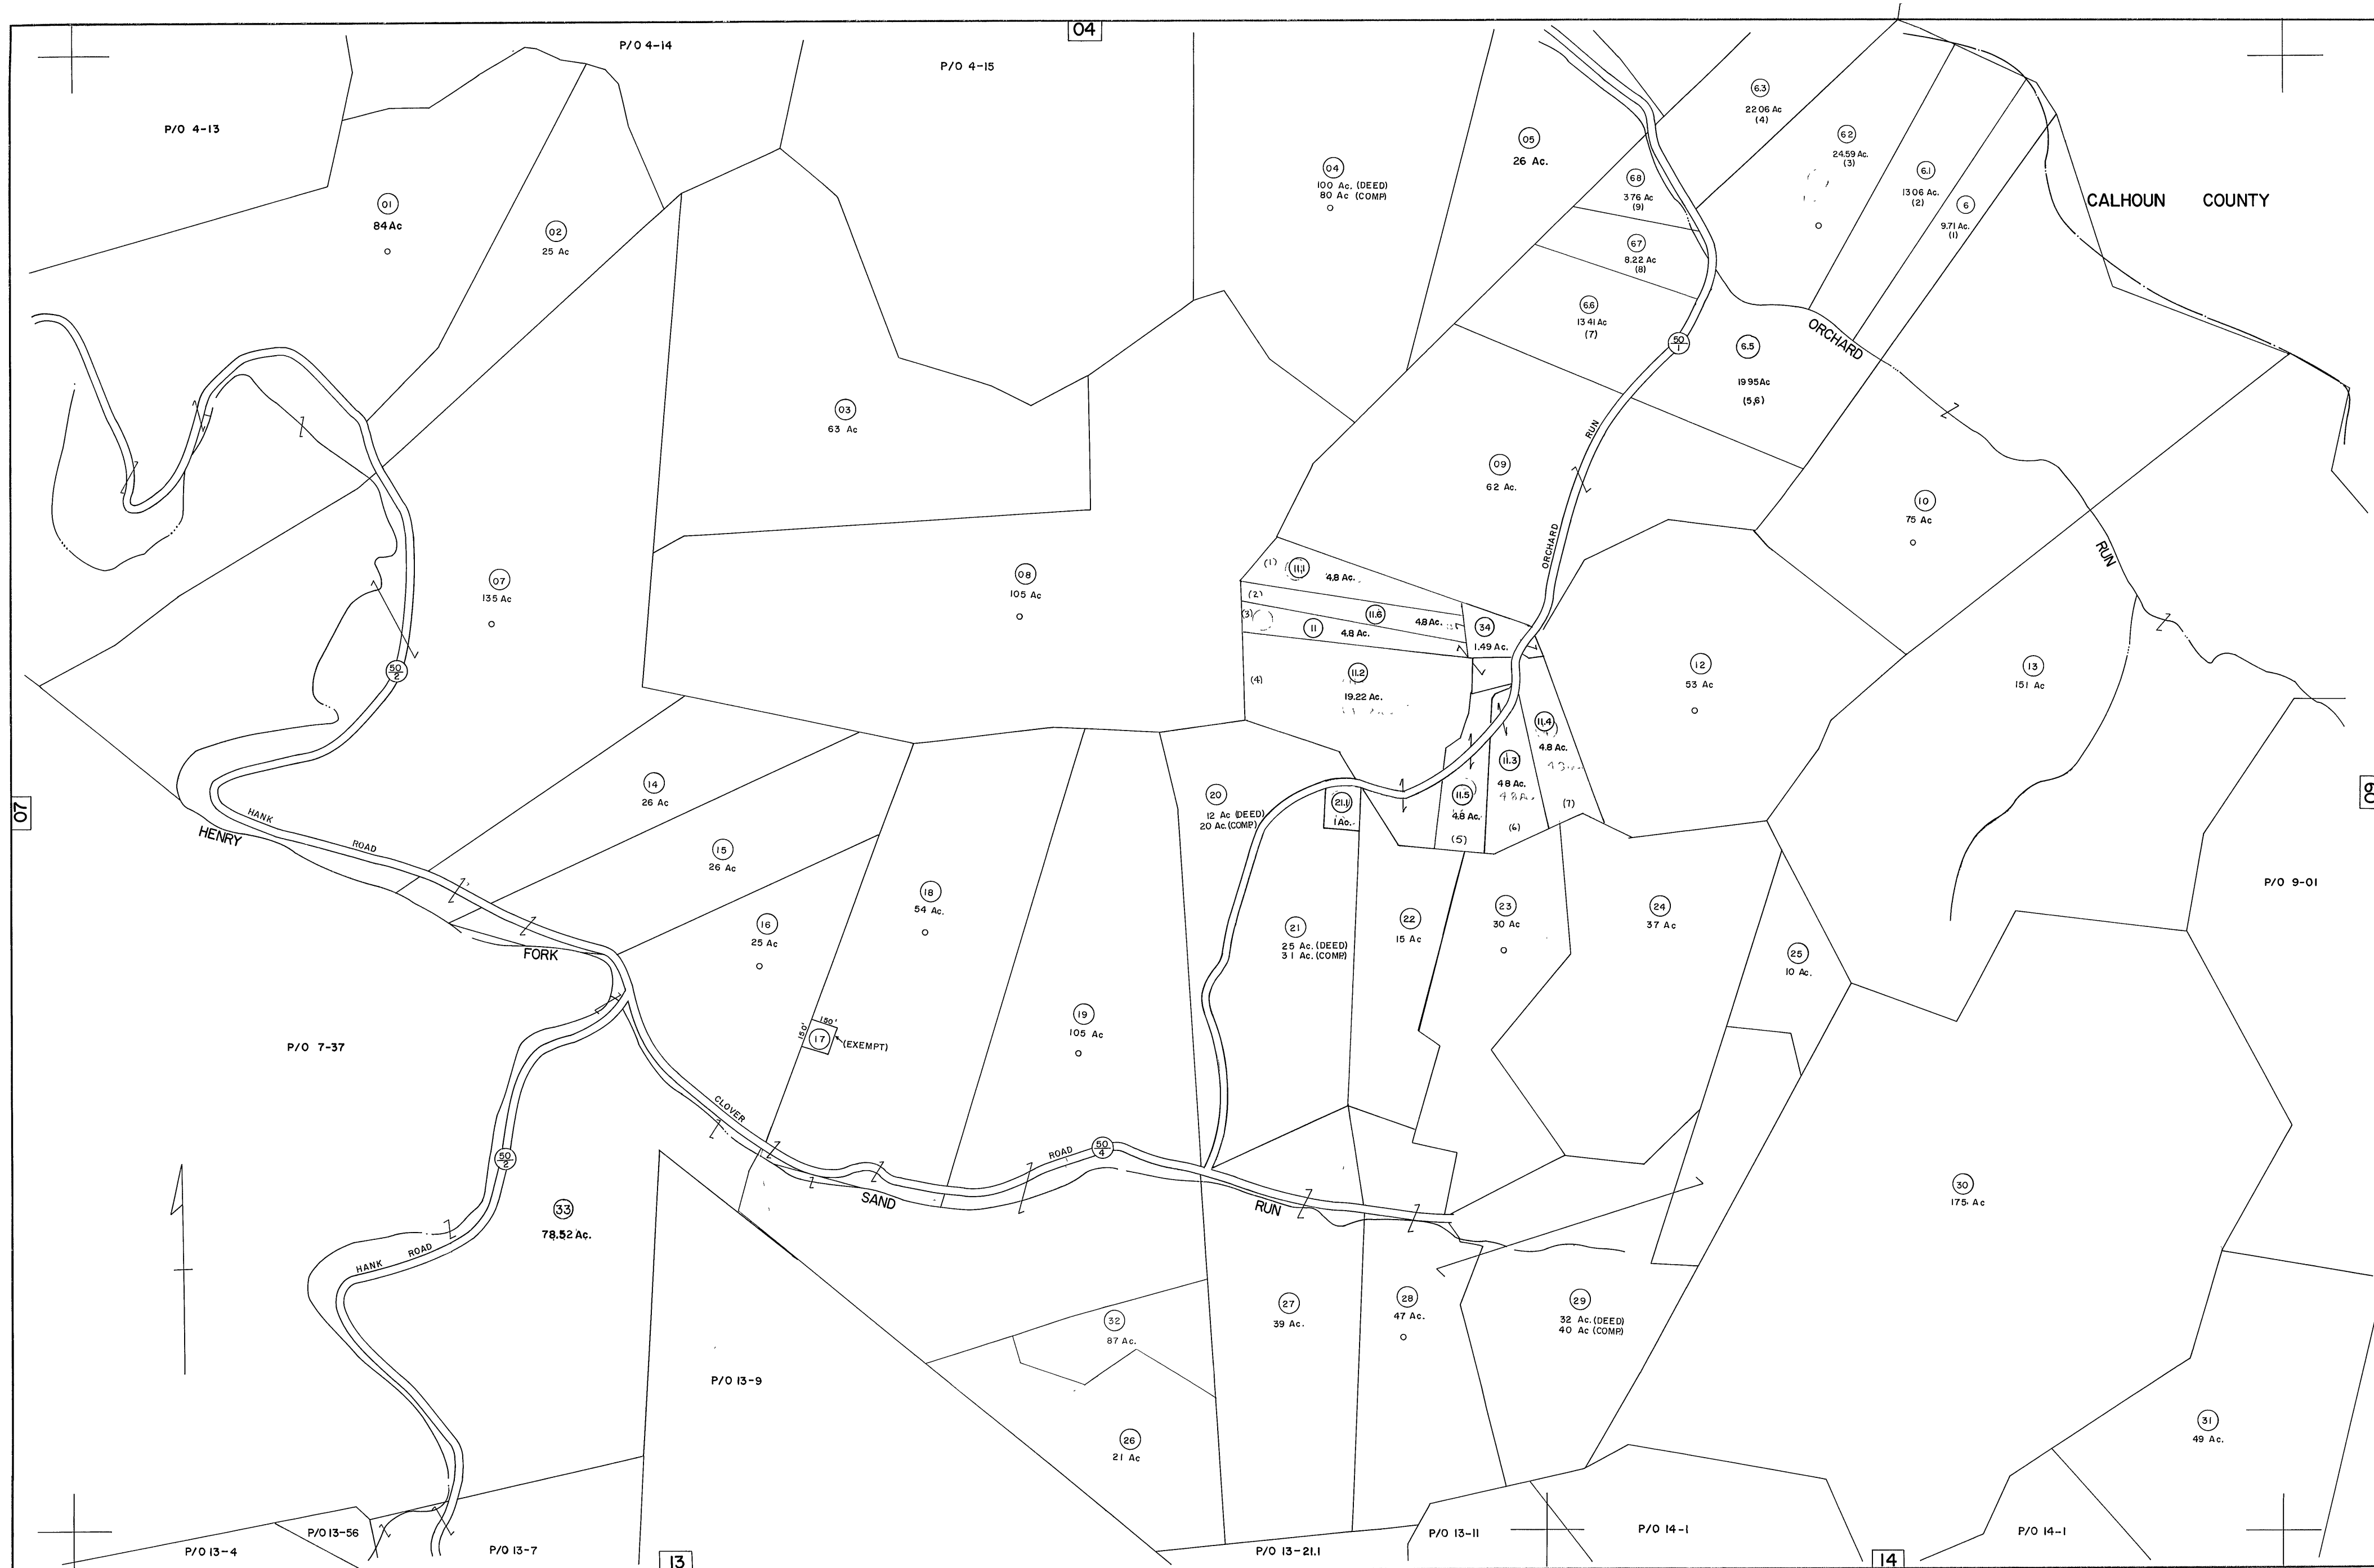 04
P/O 4-14
P/O 4-15
P/O 4-13
01
84 Ac
02
25 Ac
04
100 Ac. (DEED)
80 Ac (COMP)
05
26 Ac.
6.3
22 06 Ac
(4)
6 2
24.59 Ac.
(3)
6.1
13 06 Ac.
(2)
6
9.71 Ac.
(1)
CALHOUN COUNTY
68
3 76 Ac
(9)
67
8.22 Ac
(8)
6.6
13 41 Ac
(7)
50
1
6.5
19 95 Ac
(5,6)
ORCHARD
RUN
03
63 Ac
RUN
ORCHARD
09
62 Ac.
10
75 Ac
07
135 Ac
08
105 Ac
(1)
11.1
4.8 Ac.
(2)
11.6
4.8 Ac.
(3)
11
4.8 Ac.
34
1.49 Ac.
11.2
19.22 Ac.
(4)
12
53 Ac
13
151 Ac
50
2
11.4
4.8 Ac.
11.3
4 8 Ac.
4.8 Ac
11.5
4.8 Ac.
(5)
(6)
(7)
14
26 Ac
07
09
HANK ROAD
HENRY
FORK
15
26 Ac
20
12 Ac (DEED)
20 Ac. (COMP)
21.1
1 Ac.
P/O 9-01
16
25 Ac
18
54 Ac.
21
25 Ac. (DEED)
31 Ac. (COMP)
22
15 Ac
23
30 Ac
24
37 Ac
25
10 Ac.
150'
150'
17
(EXEMPT)
19
105 Ac
P/O 7-37
CLOVER
ROAD
50
4
50
2
SAND
RUN
33
78.52 Ac.
HANK ROAD
30
175 Ac
32
87 Ac.
27
39 Ac.
28
47 Ac.
29
32 Ac. (DEED)
40 Ac (COMP)
P/O 13-9
26
21 Ac
31
49 Ac.
P/O 13-4
P/O 13-56
P/O 13-7
13
P/O 13-21.1
P/O 13-11
P/O 14-1
14
P/O 14-1